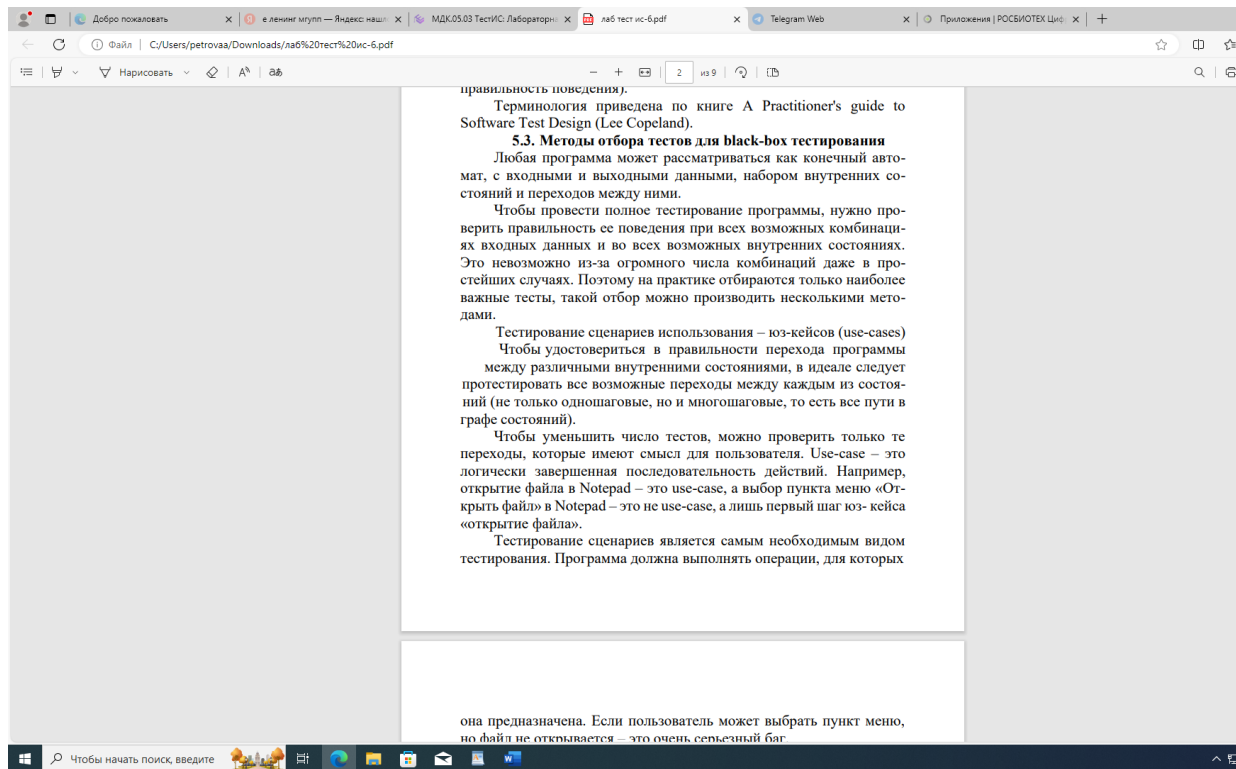 Добро пожаловать
е ленинг мгупп — Яндекс: нашл
МДК.05.03 ТестИС: Лабораторна
лаб тест ис-6.pdf
Telegram Web
Приложения | РОСБИОТЕХ Циф
Файл | C:/Users/petrovaa/Downloads/лаб%20тест%20ис-6.pdf
Нарисовать
2 из 9
правильность поведения).
Терминология приведена по книге A Practitioner's guide to
Software Test Design (Lee Copeland).
5.3. Методы отбора тестов для black-box тестирования
Любая программа может рассматриваться как конечный авто-
мат, с входными и выходными данными, набором внутренних со-
стояний и переходов между ними.
Чтобы провести полное тестирование программы, нужно про-
верить правильность ее поведения при всех возможных комбинаци-
ях входных данных и во всех возможных внутренних состояниях.
Это невозможно из-за огромного числа комбинаций даже в про-
стейших случаях. Поэтому на практике отбираются только наиболее
важные тесты, такой отбор можно производить несколькими мето-
дами.
Тестирование сценариев использования – юз-кейсов (use-cases)
Чтобы удостовериться в правильности перехода программы
между различными внутренними состояниями, в идеале следует
протестировать все возможные переходы между каждым из состоя-
ний (не только одношаговые, но и многошаговые, то есть все пути в
графе состояний).
Чтобы уменьшить число тестов, можно проверить только те
переходы, которые имеют смысл для пользователя. Use-case – это
логически завершенная последовательность действий. Например,
открытие файла в Notepad – это use-case, а выбор пункта меню «От-
крыть файл» в Notepad – это не use-case, а лишь первый шаг юз- кейса
«открытие файла».
Тестирование сценариев является самым необходимым видом
тестирования. Программа должна выполнять операции, для которых
она предназначена. Если пользователь может выбрать пункт меню,
но файл не открывается – это очень серьезный баг.
Чтобы начать поиск, введите